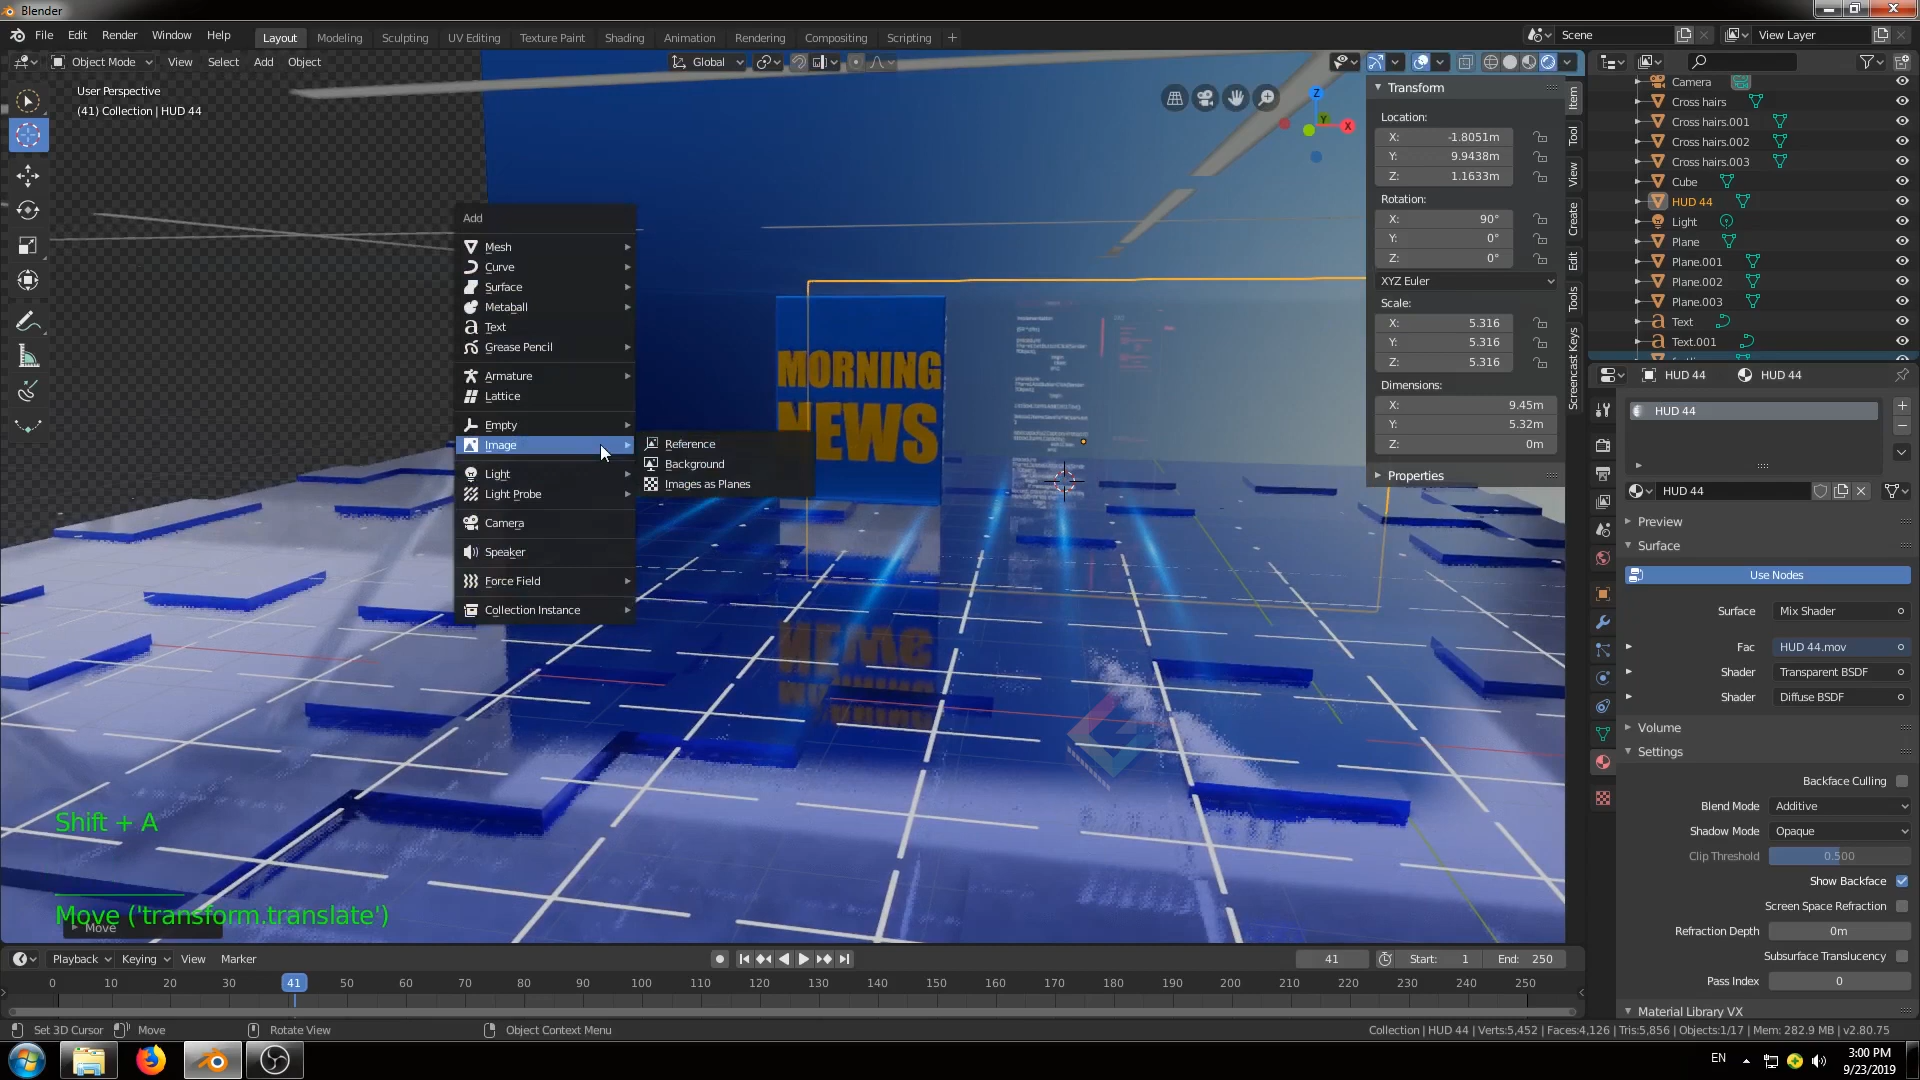 Blender
File Edit Render Window Help
Layout Modeling Sculpting UV Editing Texture Paint Shading Animation Rendering Compositing Scripting +
Scene
View Layer
Object Mode View Select Add Object
Global
User Perspective
(41) Collection | HUD 44
Add
Mesh
Curve
Surface
Metaball
Text
Grease Pencil
Armature
Lattice
Empty
Image
Light
Light Probe
Camera
Speaker
Force Field
Collection Instance
Reference
Background
Images as Planes
MORNING
NEWS
Z
Y
X
Transform
Location:
X: -1.8051m
Y: 9.9438m
Z: 1.1633m
Rotation:
X: 90°
Y: 0°
Z: 0°
XYZ Euler
Scale:
X: 5.316
Y: 5.316
Z: 5.316
Dimensions:
X: 9.45m
Y: 5.32m
Z: 0m
Properties
Item
Tool
View
Create
Edit
Tools
Screencast Keys
Camera
Cross hairs
Cross hairs.001
Cross hairs.002
Cross hairs.003
Cube
HUD 44
Light
Plane
Plane.001
Plane.002
Plane.003
Text
Text.001
HUD 44 HUD 44
HUD 44
HUD 44
Preview
Surface
Use Nodes
Surface Mix Shader
Fac HUD 44.mov
Shader Transparent BSDF
Shader Diffuse BSDF
Volume
Settings
Backface Culling
Blend Mode Additive
Shadow Mode Opaque
Clip Threshold 0.500
Show Backface
Screen Space Refraction
Refraction Depth 0m
Subsurface Translucency
Pass Index 0
Material Library VX
Shift + A
Move ('transform.translate')
Move
Playback Keying View Marker
41 Start: 1 End: 250
0 10 20 30 41 50 60 70 80 90 100 110 120 130 140 150 160 170 180 190 200 210 220 230 240 250
Set 3D Cursor Move Rotate View Object Context Menu
Collection | HUD 44 | Verts:5,452 | Faces:4,126 | Tris:5,856 | Objects:1/17 | Mem: 282.9 MB | v2.80.75
EN
3:00 PM
9/23/2019